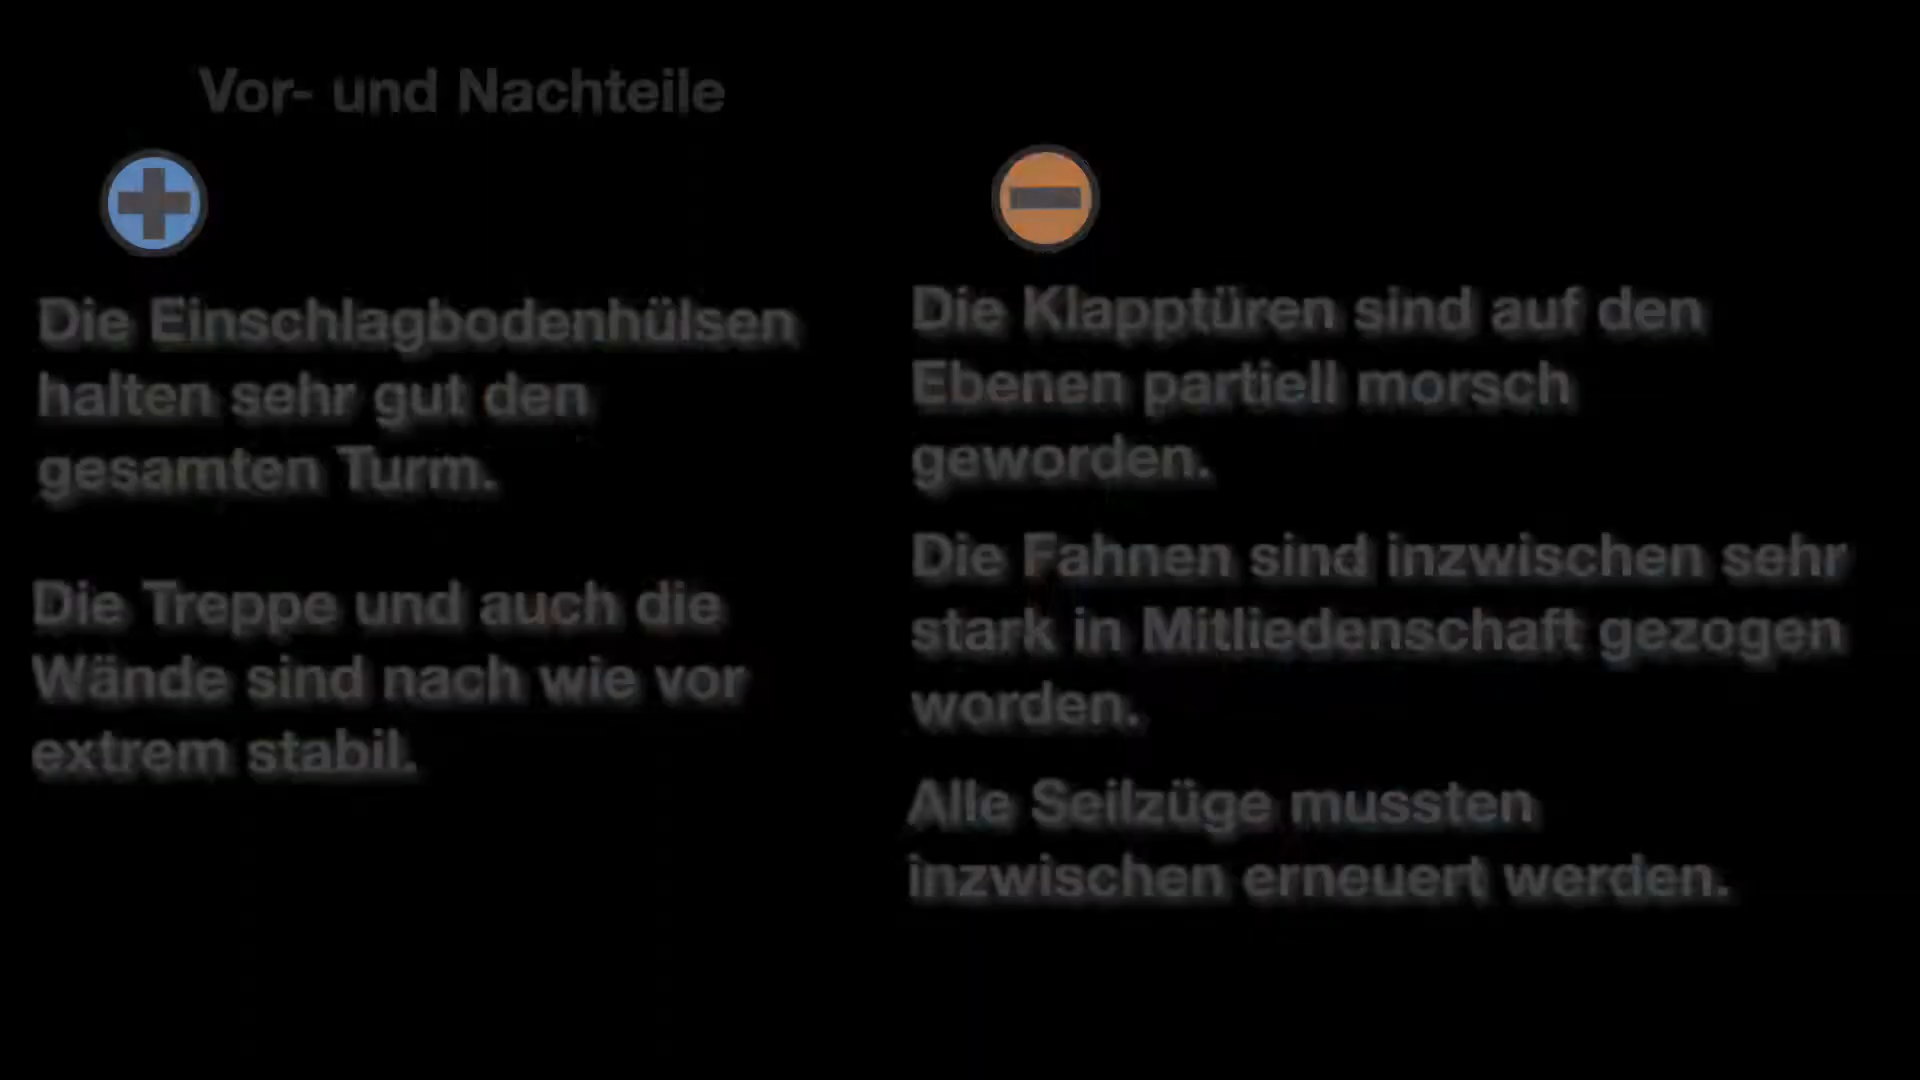 Vor- und Nachteile
Die Einschlagbodenhülsen
halten sehr gut den
gesamten Turm.
Die Treppe und auch die
Wände sind nach wie vor
extrem stabil.
Die Klapptüren sind auf den
Ebenen partiell morsch
geworden.
Die Fahnen sind inzwischen sehr
stark in Mitliedenschaft gezogen
worden.
Alle Seilzüge mussten
inzwischen erneuert werden.